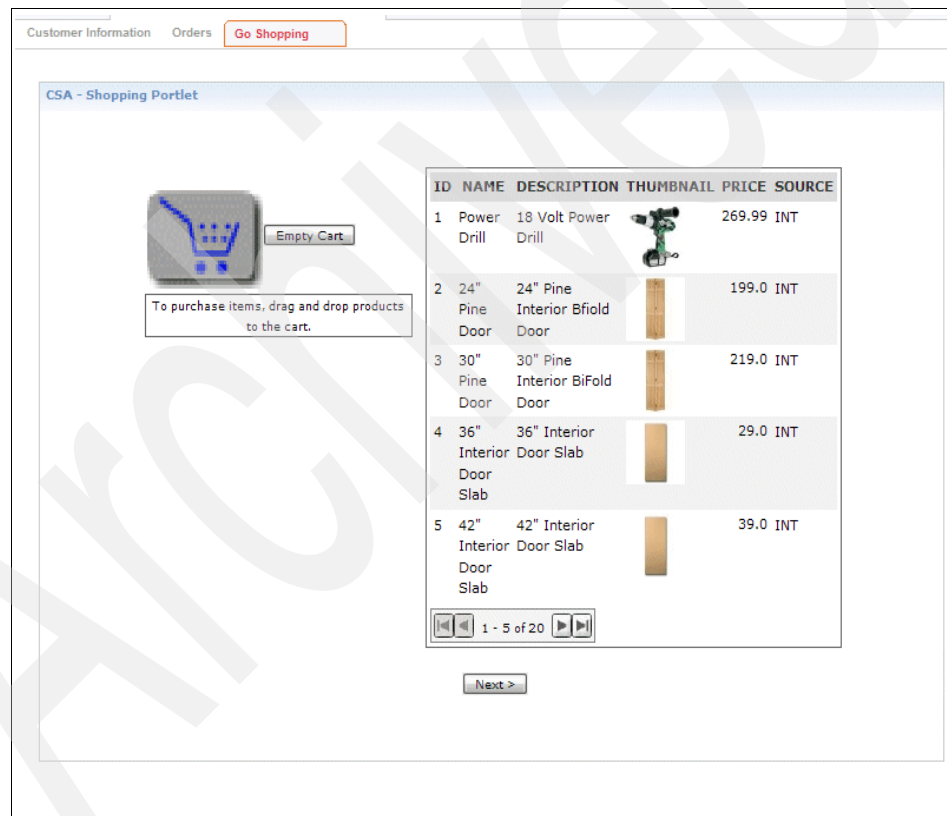 Customer Information Orders Go Shopping
CSA - Shopping Portlet
Empty Cart
To purchase items, drag and drop products
to the cart.
ID NAME DESCRIPTION THUMBNAIL PRICE SOURCE
1 Power 18 Volt Power 269.99 INT
Drill Drill
2 24" 24" Pine 199.0 INT
Pine Interior Bfiold
Door Door
3 30" 30" Pine 219.0 INT
Pine Interior BiFold
Door Door
4 36" 36" Interior 29.0 INT
Interior Door Slab
Door
Slab
5 42" 42" Interior 39.0 INT
Interior Door Slab
Door
Slab
1 - 5 of 20
Next >
Archived